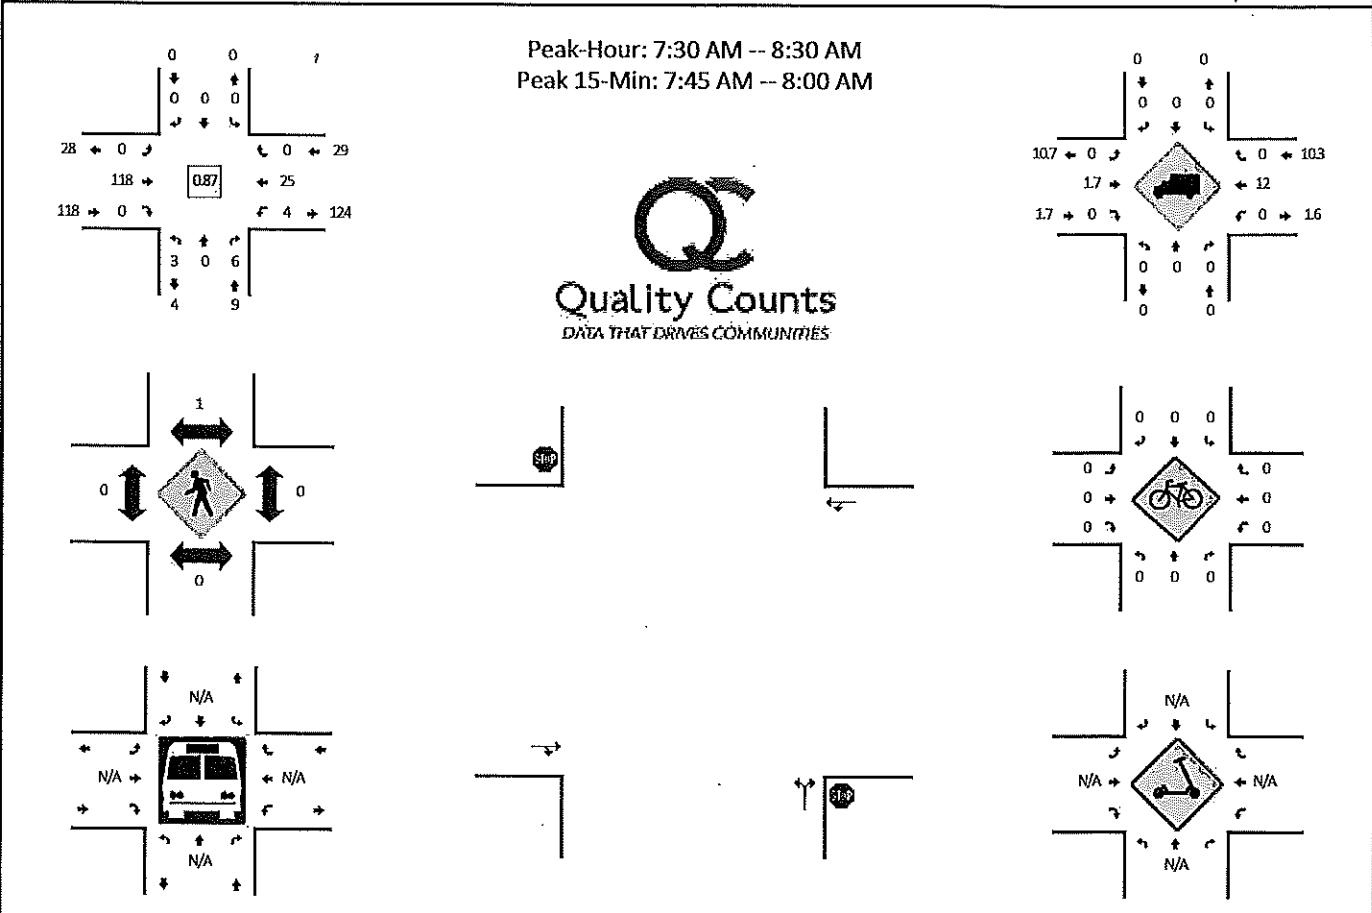 Peak-Hour: 7:30 AM -- 8:30 AM
Peak 15-Min: 7:45 AM -- 8:00 AM
0 0
0 0 0
28 0 0 29
118 0.87 25
118 0 4 124
3 0 6
4 9
QC
Quality Counts
DATA THAT DRIVES COMMUNITIES
0 0
0 0 0
10.7 0 0 10.3
1.7 12
1.7 0 0 1.6
0 0 0
0 0
1
0 0
0
STOP
STOP
0 0 0
0 0
0 0
0 0
0 0 0
N/A
N/A N/A
N/A
N/A
N/A N/A
N/A